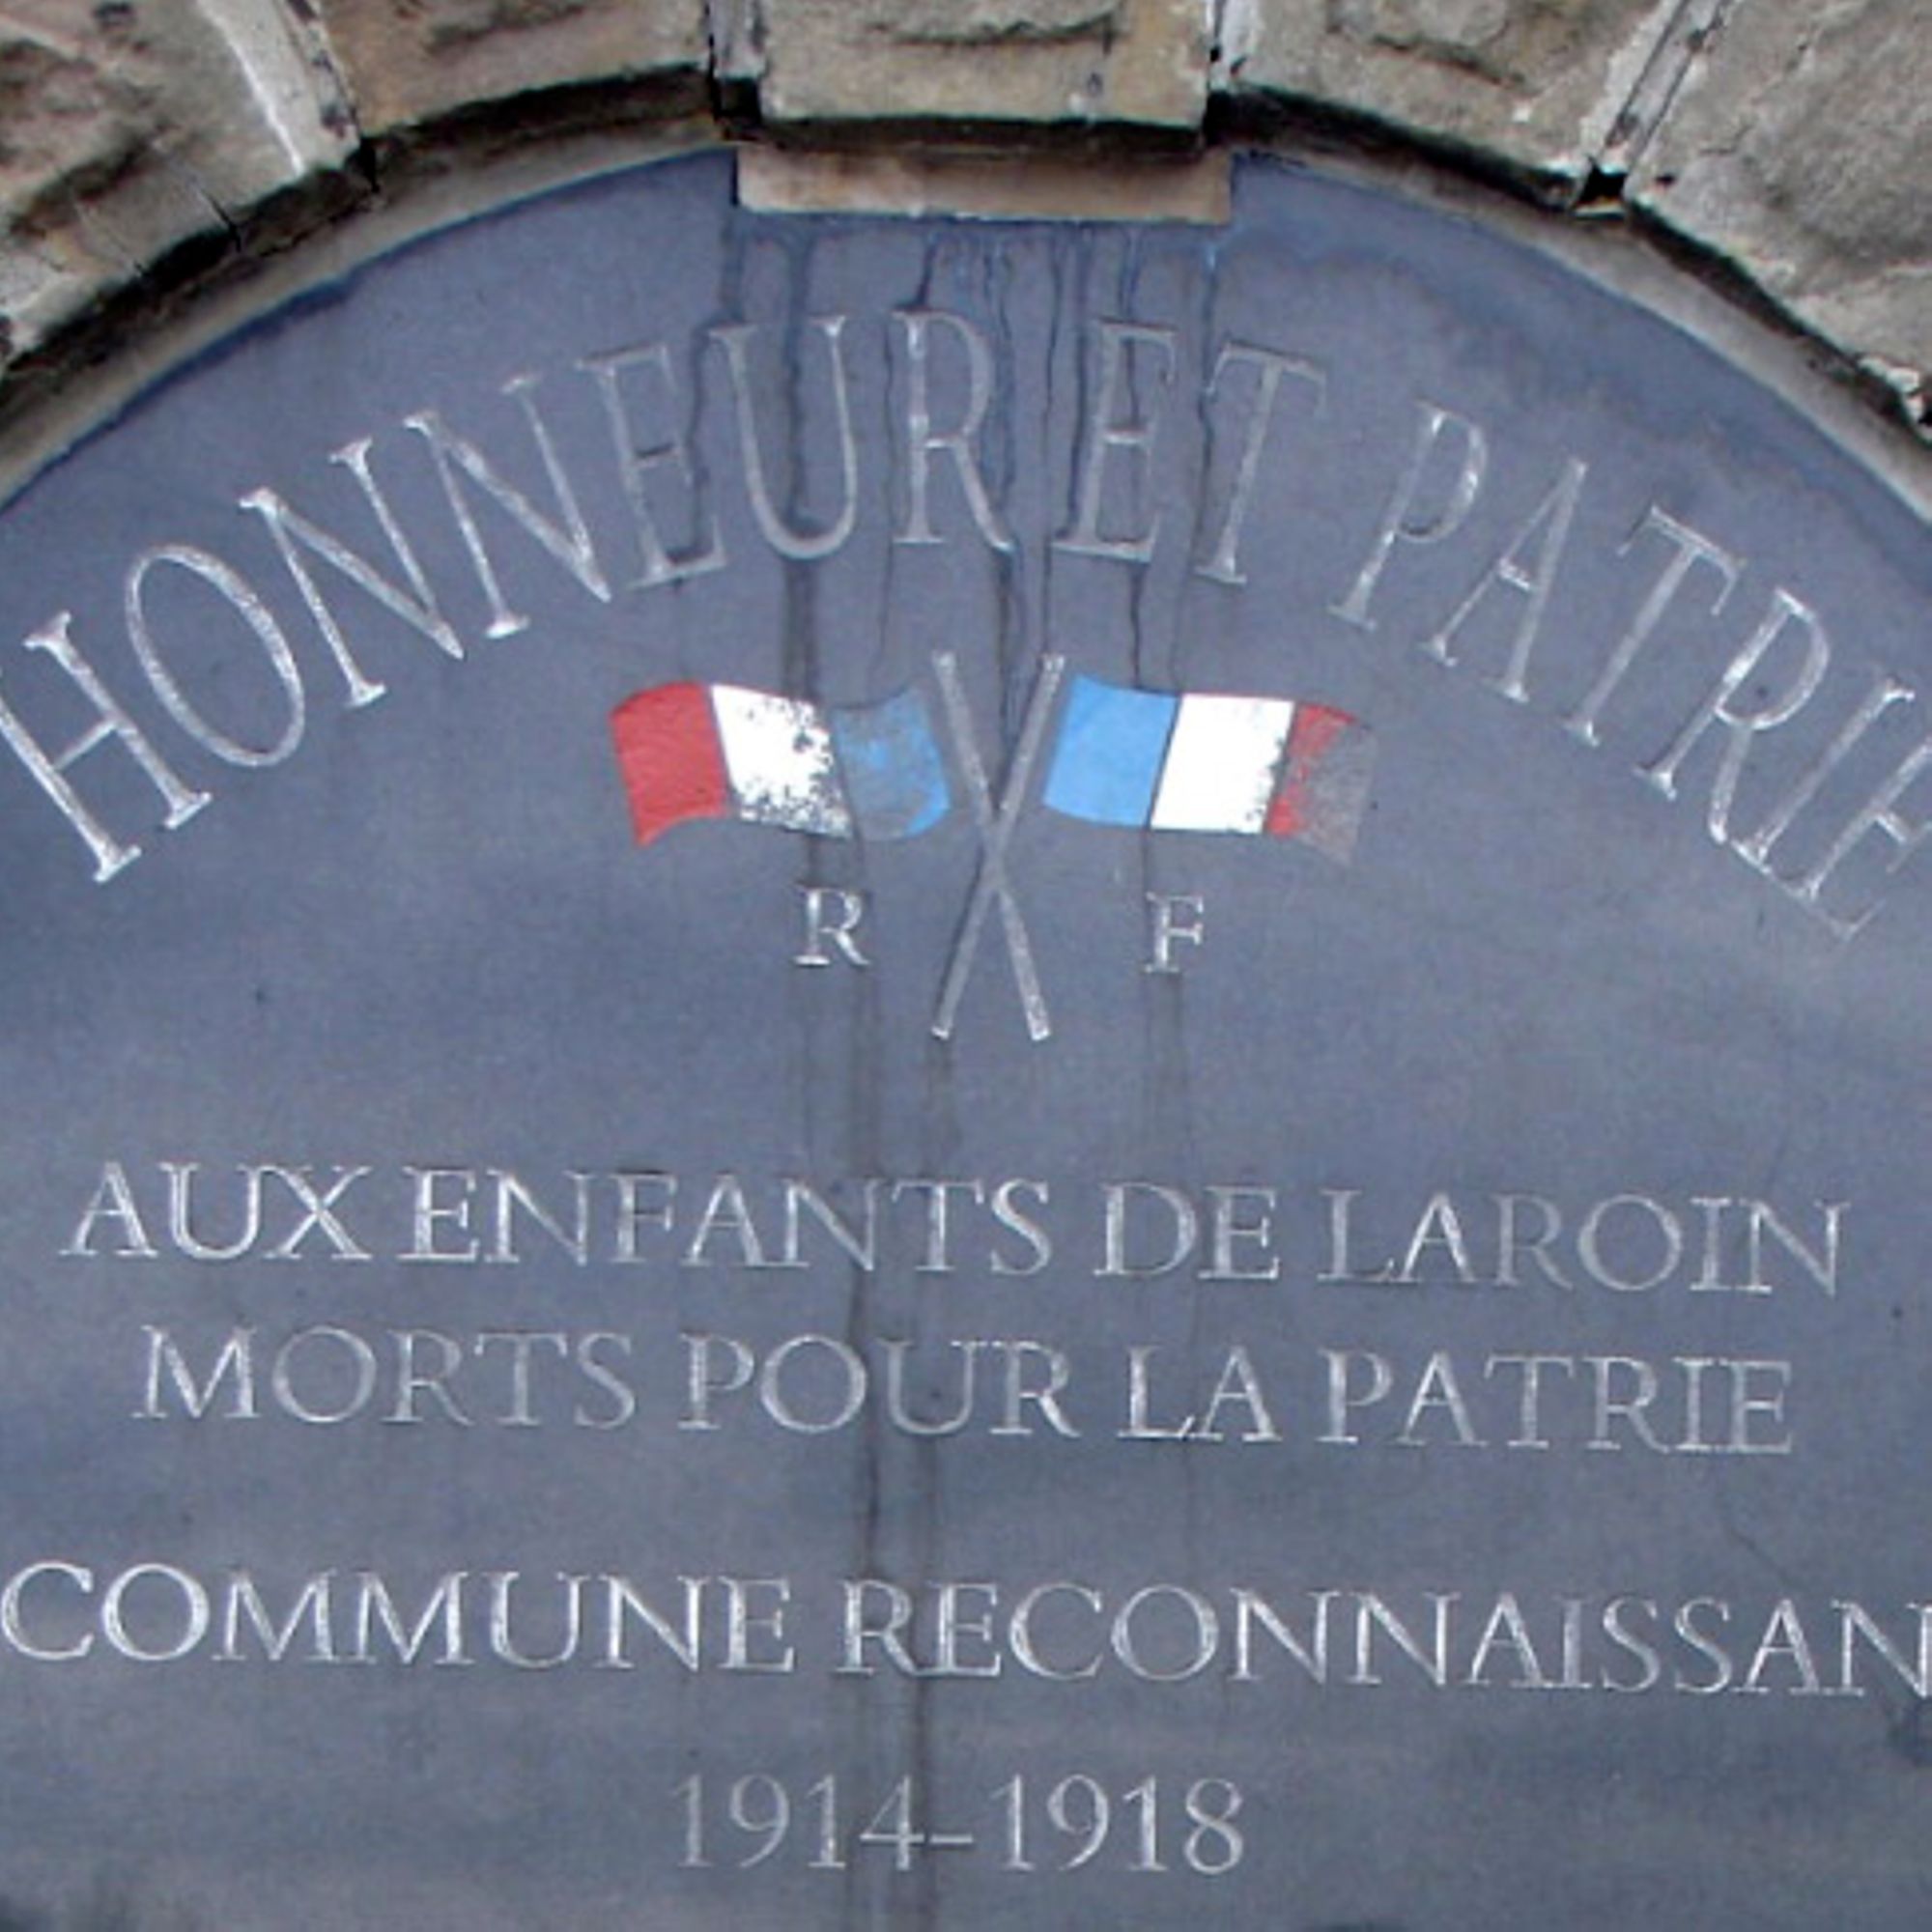 HONNEUR ET PATRIE
R F
AUX ENFANTS DE LAROIN
MORTS POUR LA PATRIE
COMMUNE RECONNAISSAN
1914-1918